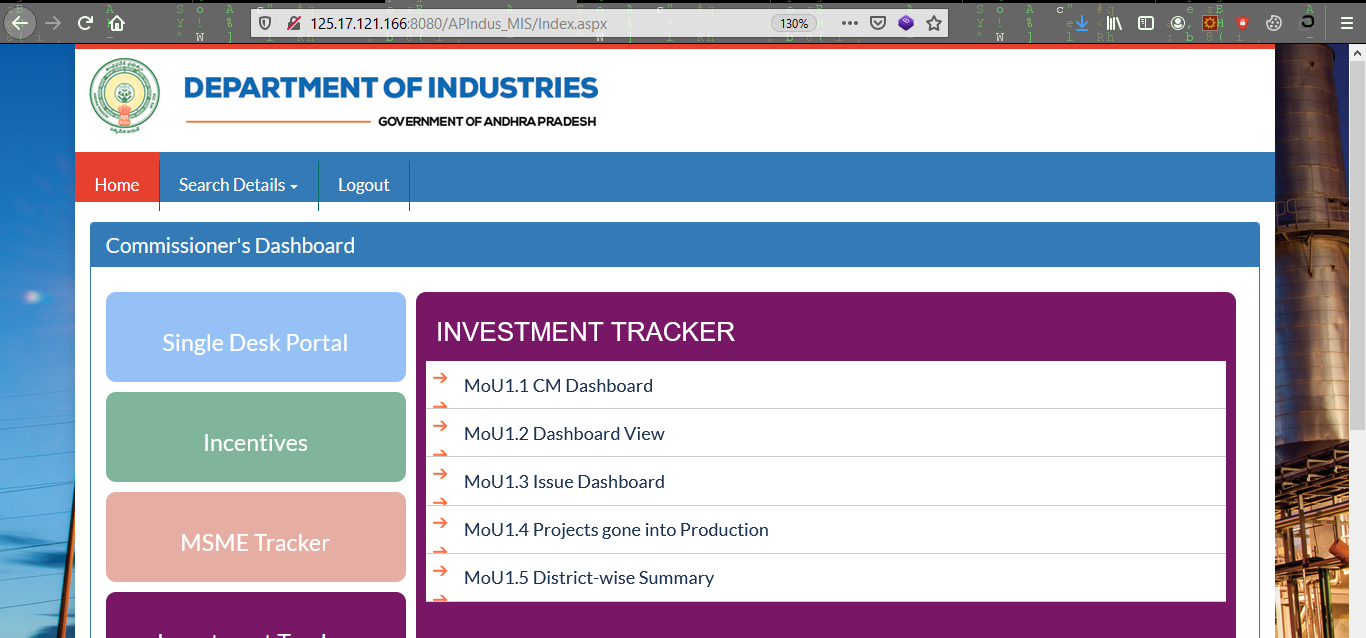 125.17.121.166:8080/APIndus_MIS/Index.aspx
130%
DEPARTMENT OF INDUSTRIES
GOVERNMENT OF ANDHRA PRADESH
Home
Search Details
Logout
Commissioner's Dashboard
Single Desk Portal
Incentives
MSME Tracker
INVESTMENT TRACKER
MoU1.1 CM Dashboard
MoU1.2 Dashboard View
MoU1.3 Issue Dashboard
MoU1.4 Projects gone into Production
MoU1.5 District-wise Summary